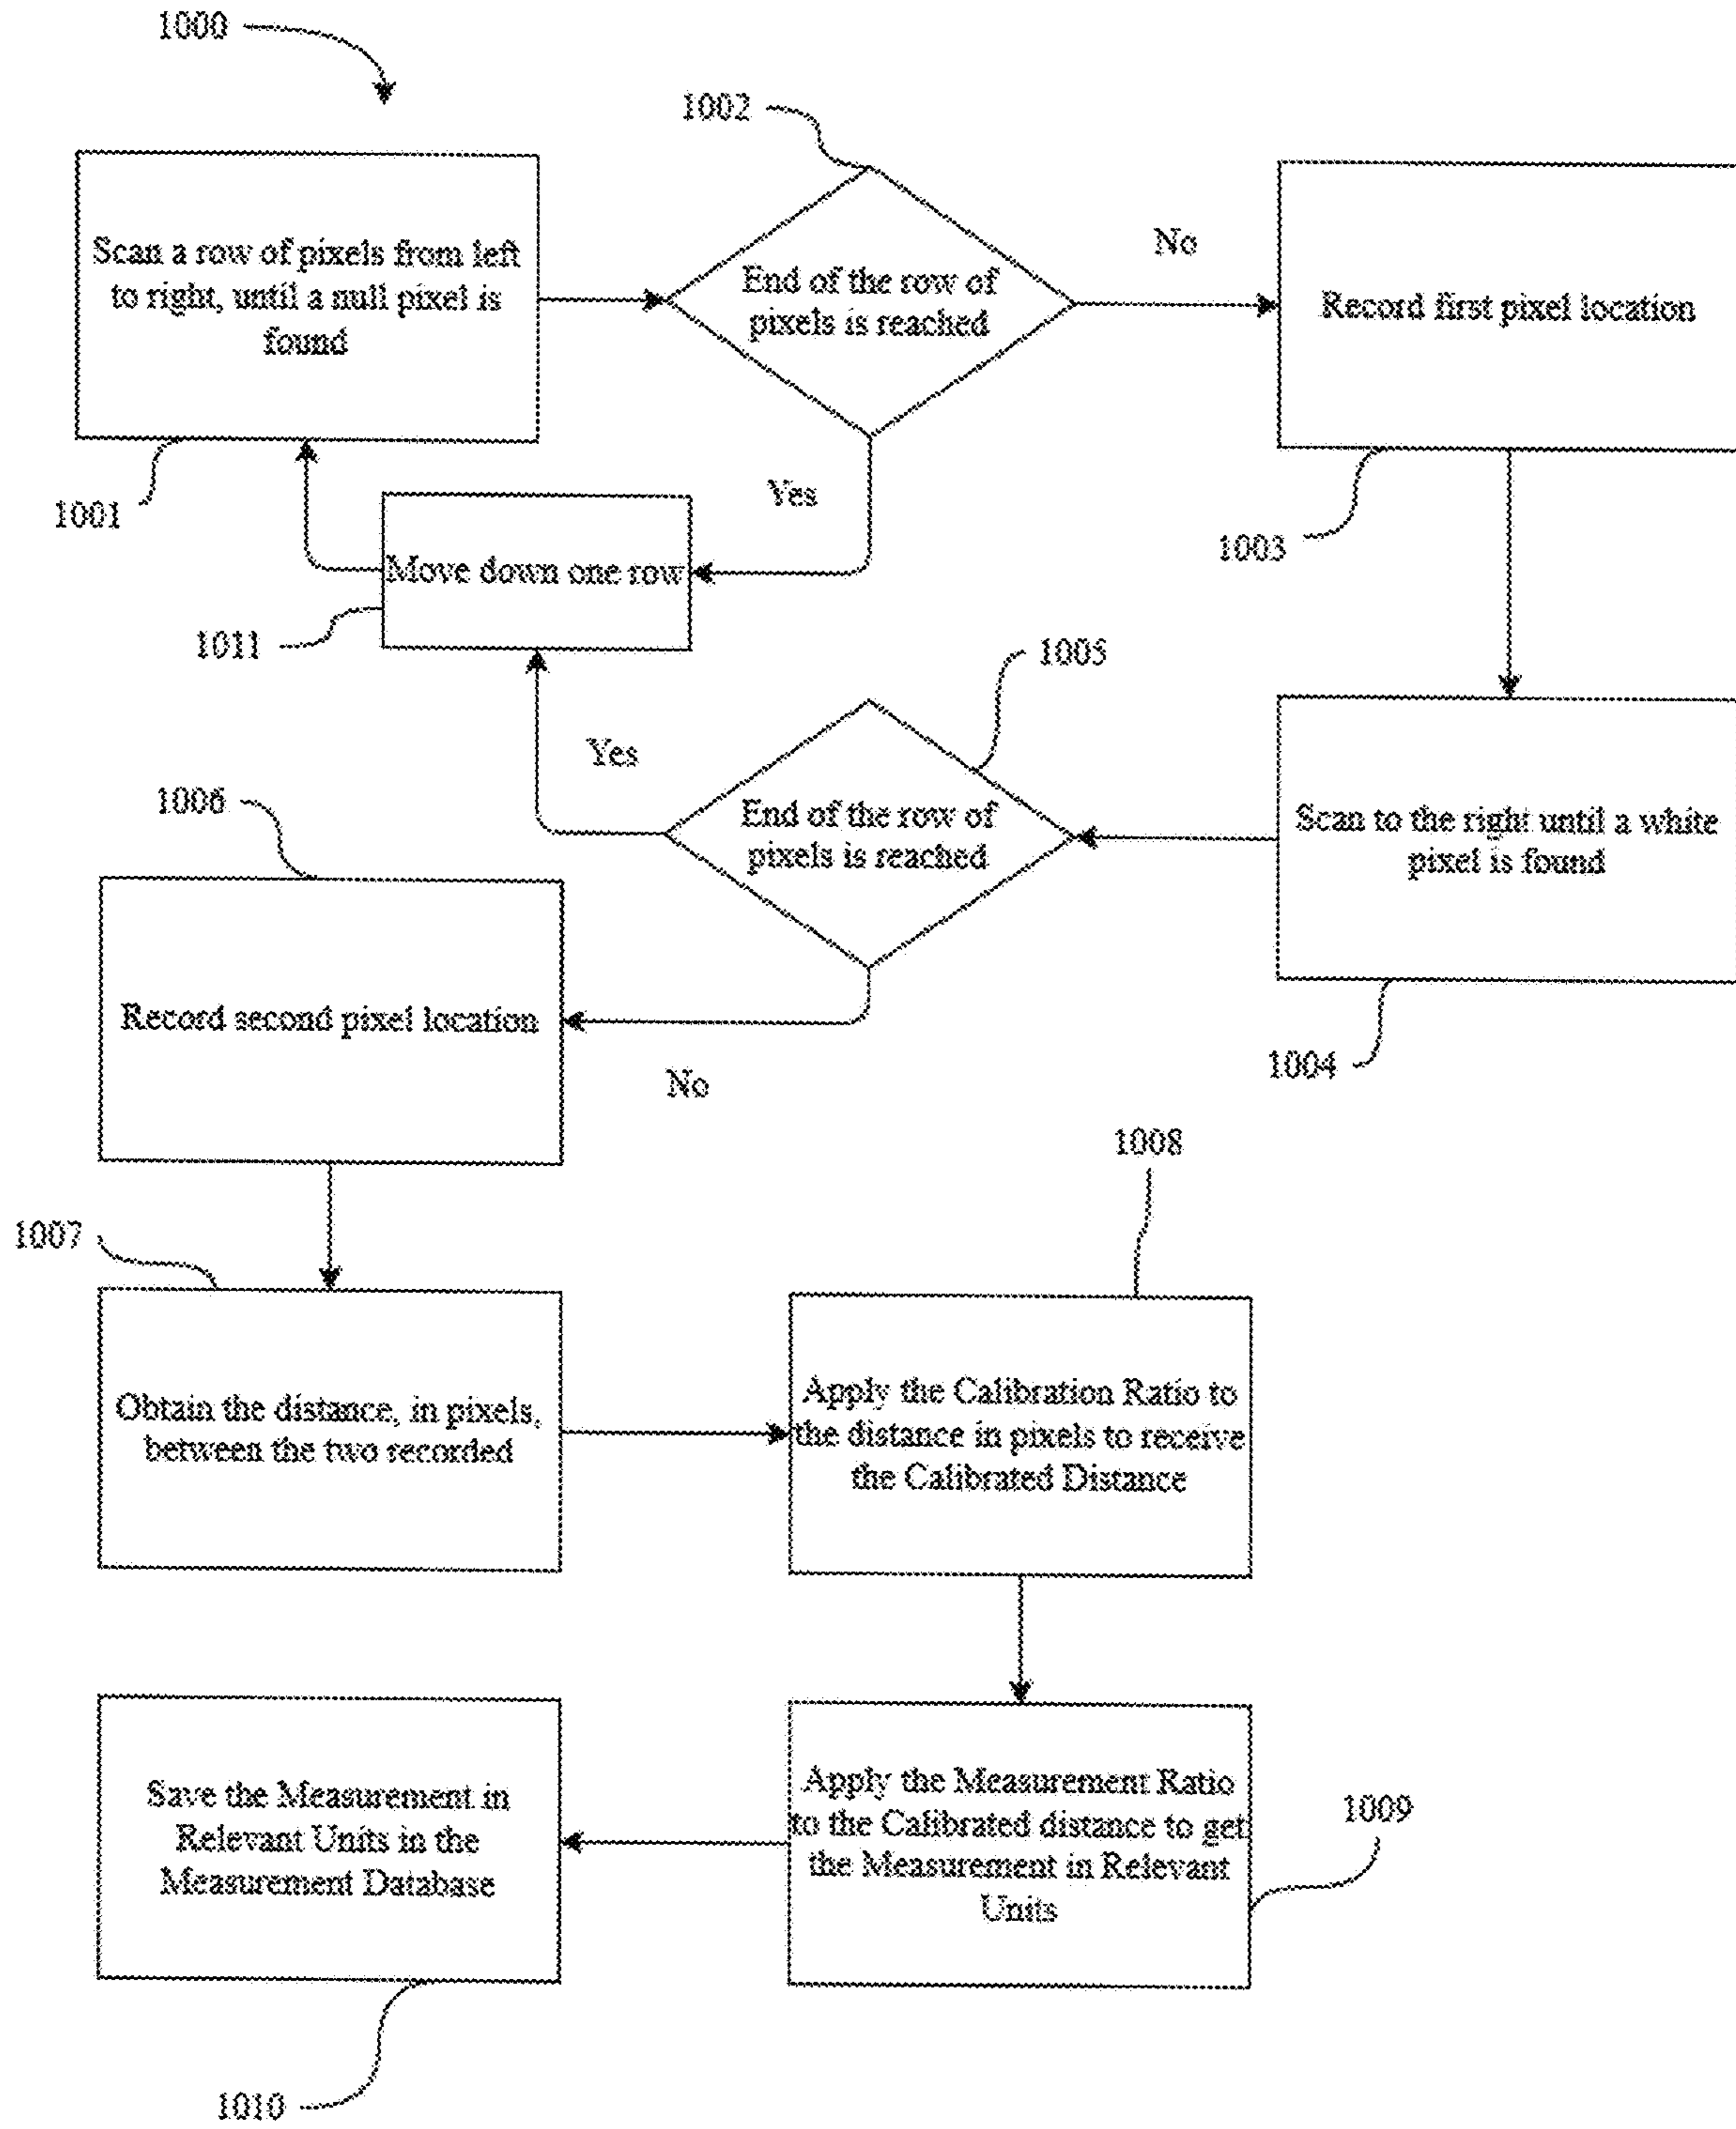 1000
1002
Scan a row of pixels from left
to right, until a null pixel is
found
End of the row of
pixels is reached
No
Record first pixel location
1001
Yes
1003
Move down one row
1011
1005
Yes
End of the row of
pixels is reached
Scan to the right until a white
pixel is found
1006
Record second pixel location
No
1004
1008
1007
Obtain the distance, in pixels,
between the two recorded
Apply the Calibration Ratio to
the distance in pixels to receive
the Calibrated Distance
Save the Measurement in
Relevant Units in the
Measurement Database
Apply the Measurement Ratio
to the Calibrated distance to get
the Measurement in Relevant
Units
1009
1010